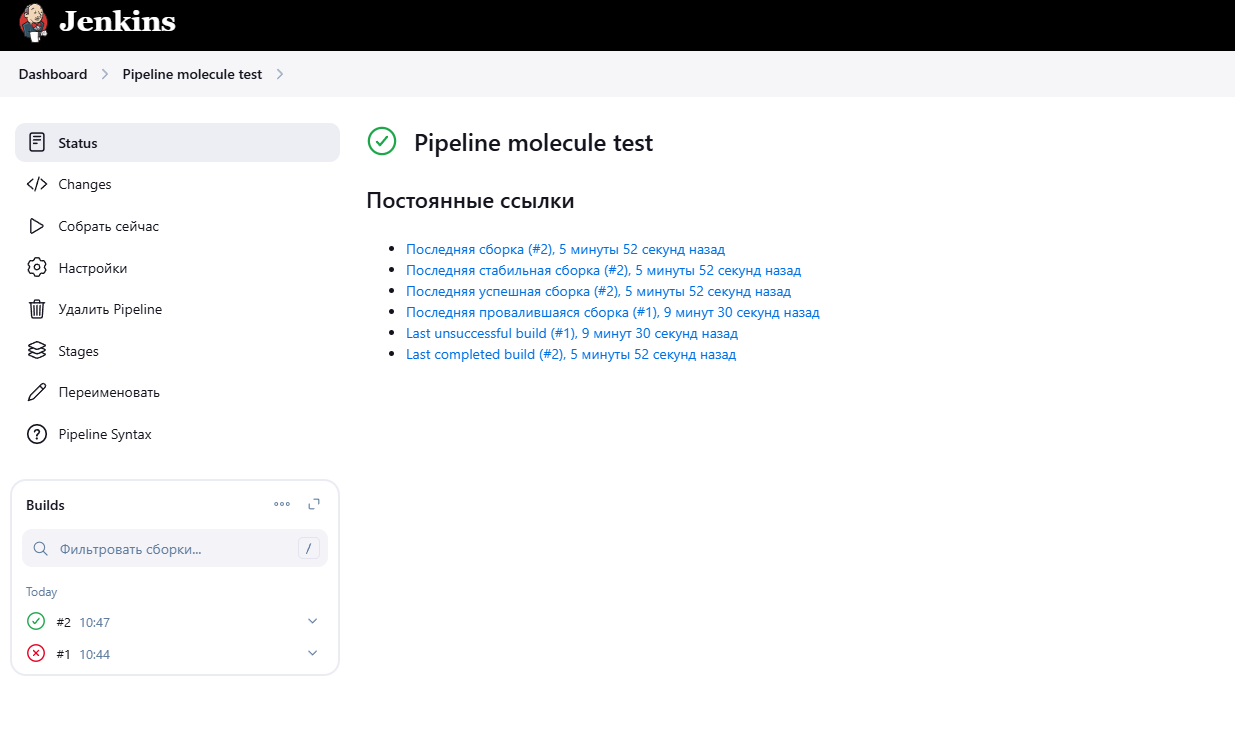 Jenkins
Dashboard
Pipeline molecule test
Status
Changes
Собрать сейчас
Настройки
Удалить Pipeline
Stages
Переименовать
Pipeline Syntax
Builds
Фильтровать сборки...
/
Today
#2 10:47
#1 10:44
Pipeline molecule test
Постоянные ссылки
Последняя сборка (#2), 5 минуты 52 секунд назад
Последняя стабильная сборка (#2), 5 минуты 52 секунд назад
Последняя успешная сборка (#2), 5 минуты 52 секунд назад
Последняя провалившаяся сборка (#1), 9 минут 30 секунд назад
Last unsuccessful build (#1), 9 минут 30 секунд назад
Last completed build (#2), 5 минуты 52 секунд назад